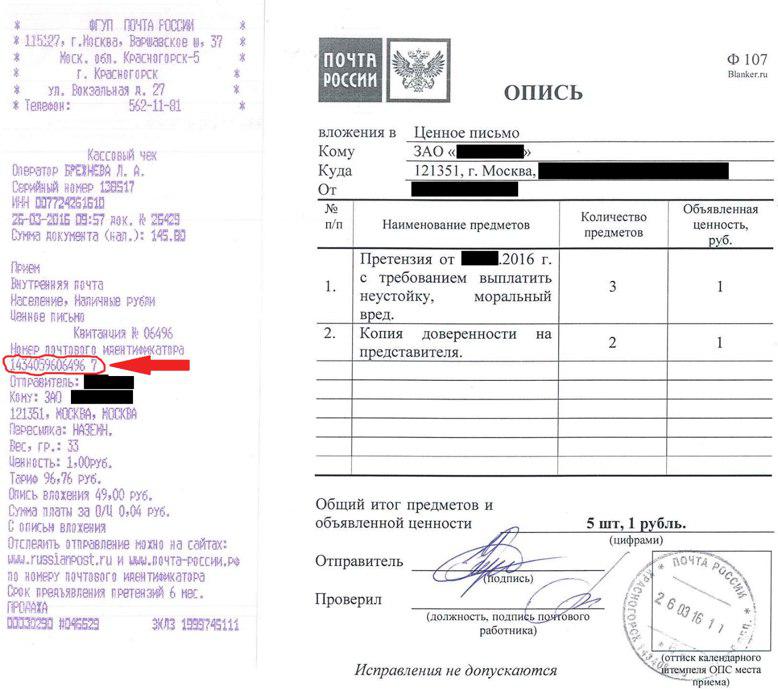 * ФГУП ПОЧТА РОССИИ *
* 115127, г.Москва, Варшавское ш, 37
* Моск. обл. Красногорск-5 *
* г. Красногорск *
* ул. Вокзальная д. 27 *
* Телефон: 562-11-81 *
Кассовый чек
Оператор БРЕЖНЕВА Л. А.
Серийный номер 138517
ИНН 007724261610
26-03-2016 09:57 док. № 26429
Сумма документа (нал.): 145.80
Прием
Внутренняя почта
Население, Наличные рубли
Ценное письмо
Квитанция № 06496
Номер почтового идентификатора
1434059606496 7
Отправитель:
Кому: ЗАО
121351, МОСКВА, МОСКВА
Пересылка: НАЗЕМН.
Вес, гр.: 33
Ценность: 1,00руб.
Тариф 96,76 руб.
Опись вложения 49,00 руб.
Сумма платы за О/Ц 0,04 руб.
С описью вложения
Отследить отправление можно на сайтах:
www.russianpost.ru и www.почта-россии.рф
по номеру почтового идентификатора
Срок предъявления претензий 6 мес.
ПРОДАЖА
00030290 #046529 ЭКЛЗ 1999745111
ПОЧТА
РОССИИ
Ф 107
Blanker.ru
ОПИСЬ
вложения в Ценное письмо
Кому ЗАО « »
Куда 121351, г. Москва,
От
№ п/п Наименование предметов Количество предметов Объявленная ценность, руб.
1. Претензия от .2016 г. 3 1
с требованием выплатить
неустойку, моральный
вред.
2. Копия доверенности на 2 1
представителя.
Общий итог предметов и
объявленной ценности 5 шт, 1 рубль.
(цифрами)
Отправитель
(подпись)
Проверил
(должность, подпись почтового
работника)
ПОЧТА РОССИИ
26 03 16 11
КРАСНОГОРСК
(оттиск календарного
штемпеля ОПС места
приема)
Исправления не допускаются